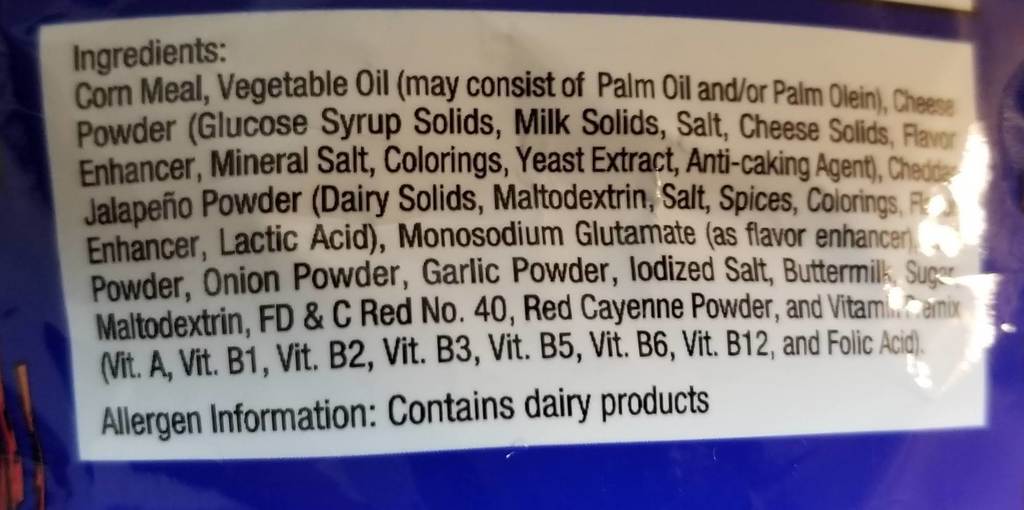 Ingredients:
Corn Meal, Vegetable Oil (may consist of Palm Oil and/or Palm Olein), Cheese
Powder (Glucose Syrup Solids, Milk Solids, Salt, Cheese Solids, Flavor
Enhancer, Mineral Salt, Colorings, Yeast Extract, Anti-caking Agent), Cheddar
Jalapeño Powder (Dairy Solids, Maltodextrin, Salt, Spices, Colorings,
Enhancer, Lactic Acid), Monosodium Glutamate (as flavor enhancer),
Powder, Onion Powder, Garlic Powder, Iodized Salt, Buttermilk, Sugar,
Maltodextrin, FD & C Red No. 40, Red Cayenne Powder, and Vitamin
(Vit. A, Vit. B1, Vit. B2, Vit. B3, Vit. B5, Vit. B6, Vit. B12, and Folic Acid).
Allergen Information: Contains dairy products